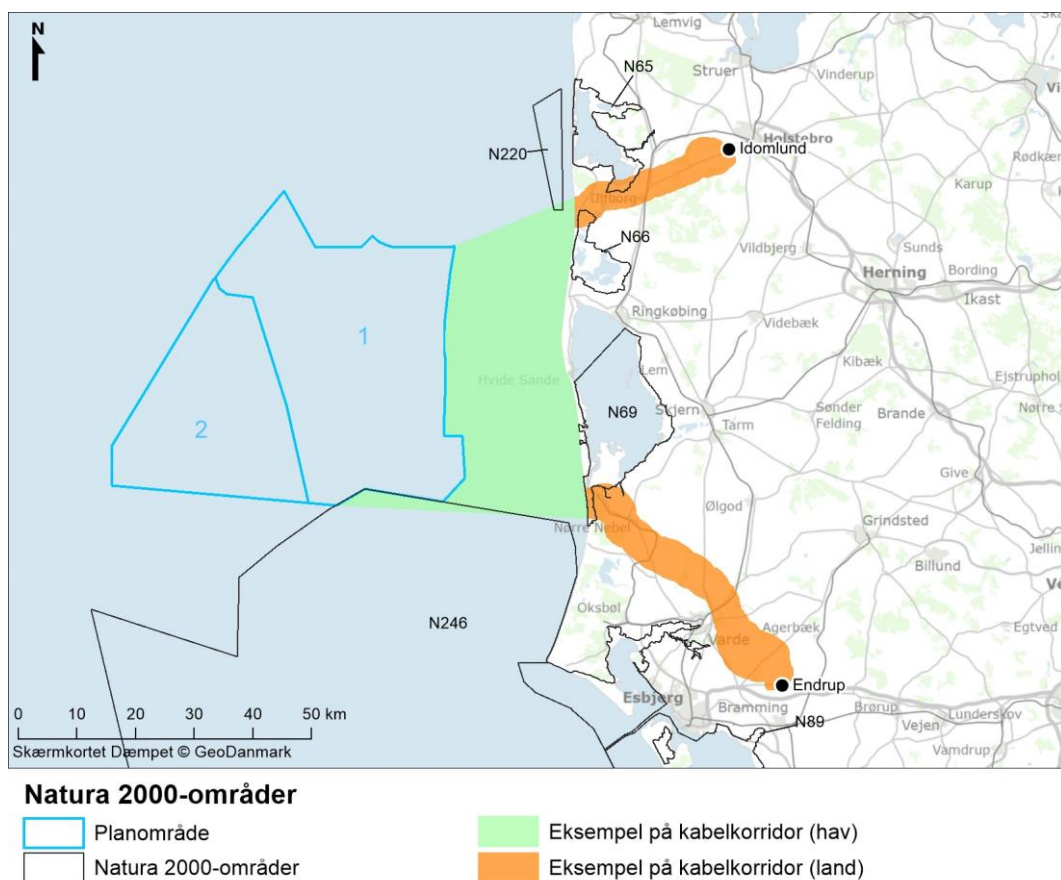 N
Lemvig
N65
Struer
Vinderup
N220
Holstebro
Idomlund
Rødkær
Ulfborg
Karup
N66
Vildbjerg
Sunds
Herning
Bording
Ikast
Ringkøbing
Videbæk
1
Kibæk
Ejstruphol
Hvide Sande
Lem
N69
Skjern
Sønder
Felding
Brande
Nørre S
2
Tarm
Give
Ølgod
Nørre Nebel
Grindsted
Jelling
Billund
Ve
Oksbøl
N246
Agerbæk
Egtved
Varde
Endrup
Esbjerg
Bramming
N89
Brørup
Vejen
Lunderskov
Vamdrup
0 10 20 30 40 50 km
Skærmkortet Dæmpet © GeoDanmark
Natura 2000-områder
Planområde
Eksempel på kabelkorridor (hav)
Natura 2000-områder
Eksempel på kabelkorridor (land)